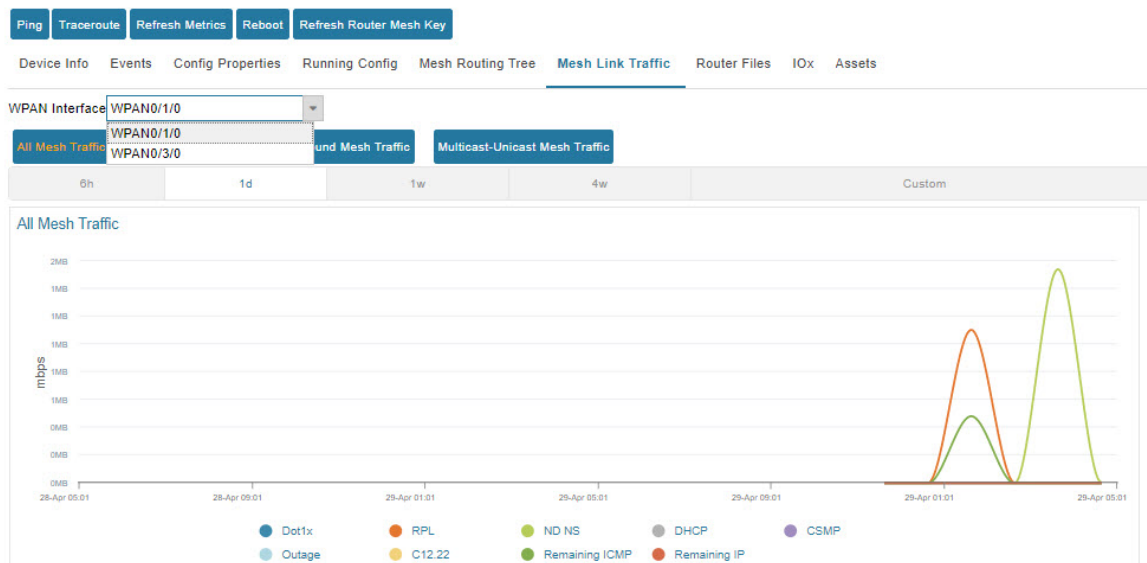 Ping Traceroute Refresh Metrics Reboot Refresh Router Mesh Key
Device Info Events Config Properties Running Config Mesh Routing Tree Mesh Link Traffic Router Files IOx Assets
WPAN Interface WPAN0/1/0
WPAN0/1/0
WPAN0/3/0
All Mesh Traffic und Mesh Traffic Multicast-Unicast Mesh Traffic
6h 1d 1w 4w Custom
All Mesh Traffic
2MB
1MB
1MB
1MB
1MB
1MB
0MB
0MB
0MB
mbps
28-Apr 05:01 28-Apr 09:01 29-Apr 01:01 29-Apr 05:01 29-Apr 09:01 29-Apr 01:01 29-Apr 05:01
Dot1x RPL ND NS DHCP CSMP
Outage C12.22 Remaining ICMP Remaining IP